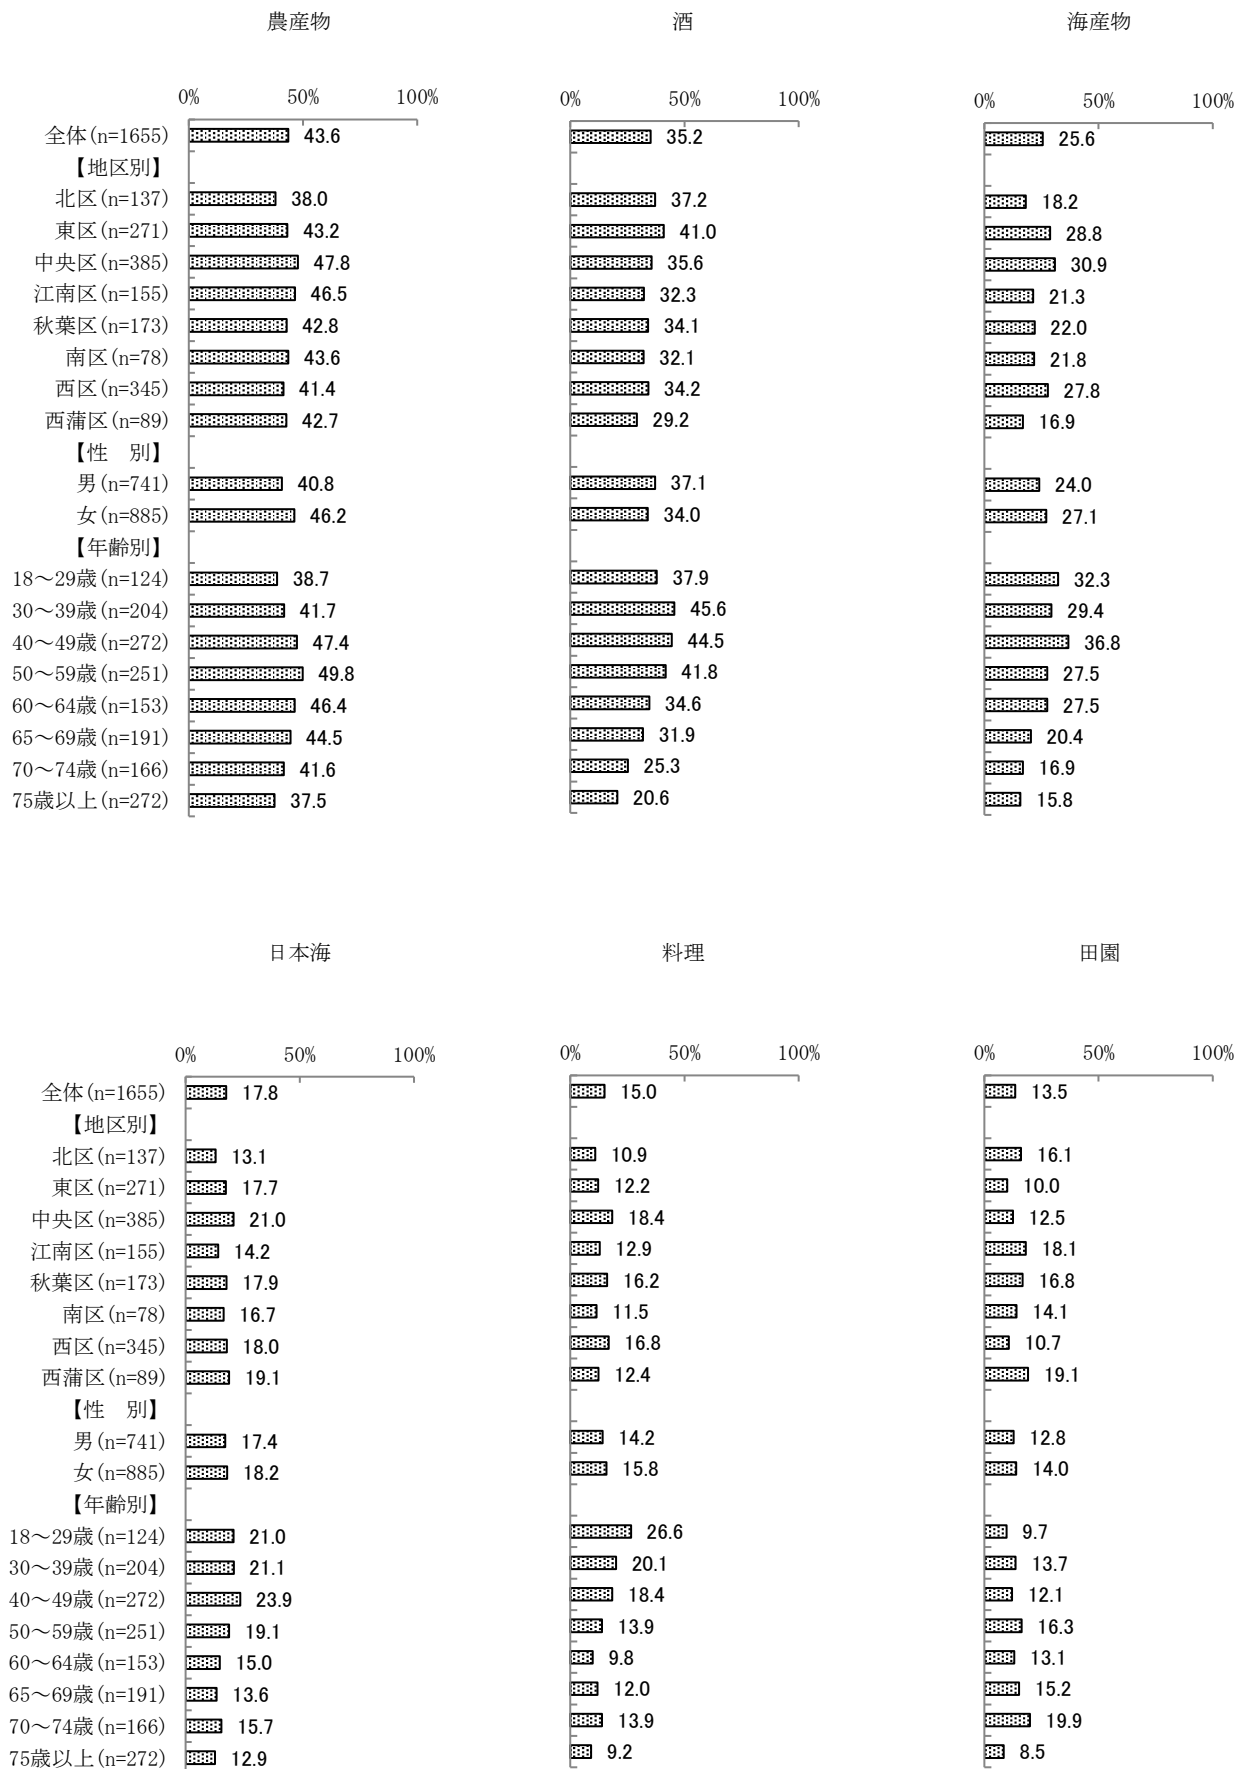 農産物 酒 海産物
0% 50% 100% 0% 50% 100% 0% 50% 100%
全体(n=1655) 43.6 35.2 25.6
【地区別】
北区(n=137) 38.0 37.2 18.2
東区(n=271) 43.2 41.0 28.8
中央区(n=385) 47.8 35.6 30.9
江南区(n=155) 46.5 32.3 21.3
秋葉区(n=173) 42.8 34.1 22.0
南区(n=78) 43.6 32.1 21.8
西区(n=345) 41.4 34.2 27.8
西蒲区(n=89) 42.7 29.2 16.9
【性　別】
男(n=741) 40.8 37.1 24.0
女(n=885) 46.2 34.0 27.1
【年齢別】
18～29歳(n=124) 38.7 37.9 32.3
30～39歳(n=204) 41.7 45.6 29.4
40～49歳(n=272) 47.4 44.5 36.8
50～59歳(n=251) 49.8 41.8 27.5
60～64歳(n=153) 46.4 34.6 27.5
65～69歳(n=191) 44.5 31.9 20.4
70～74歳(n=166) 41.6 25.3 16.9
75歳以上(n=272) 37.5 20.6 15.8
日本海 料理 田園
0% 50% 100% 0% 50% 100% 0% 50% 100%
全体(n=1655) 17.8 15.0 13.5
【地区別】
北区(n=137) 13.1 10.9 16.1
東区(n=271) 17.7 12.2 10.0
中央区(n=385) 21.0 18.4 12.5
江南区(n=155) 14.2 12.9 18.1
秋葉区(n=173) 17.9 16.2 16.8
南区(n=78) 16.7 11.5 14.1
西区(n=345) 18.0 16.8 10.7
西蒲区(n=89) 19.1 12.4 19.1
【性　別】
男(n=741) 17.4 14.2 12.8
女(n=885) 18.2 15.8 14.0
【年齢別】
18～29歳(n=124) 21.0 26.6 9.7
30～39歳(n=204) 21.1 20.1 13.7
40～49歳(n=272) 23.9 18.4 12.1
50～59歳(n=251) 19.1 13.9 16.3
60～64歳(n=153) 15.0 9.8 13.1
65～69歳(n=191) 13.6 12.0 15.2
70～74歳(n=166) 15.7 13.9 19.9
75歳以上(n=272) 12.9 9.2 8.5